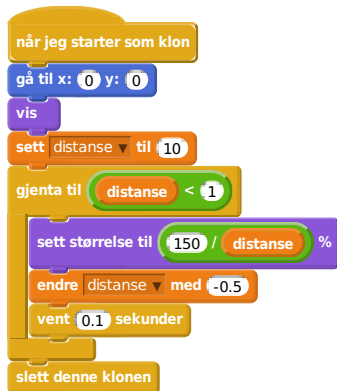 når jeg starter som klon
gå til x: 0 y: 0
vis
sett distanse til 10
gjenta til distanse < 1
sett størrelse til 150 / distanse %
endre distanse med -0.5
vent 0.1 sekunder
slett denne klonen